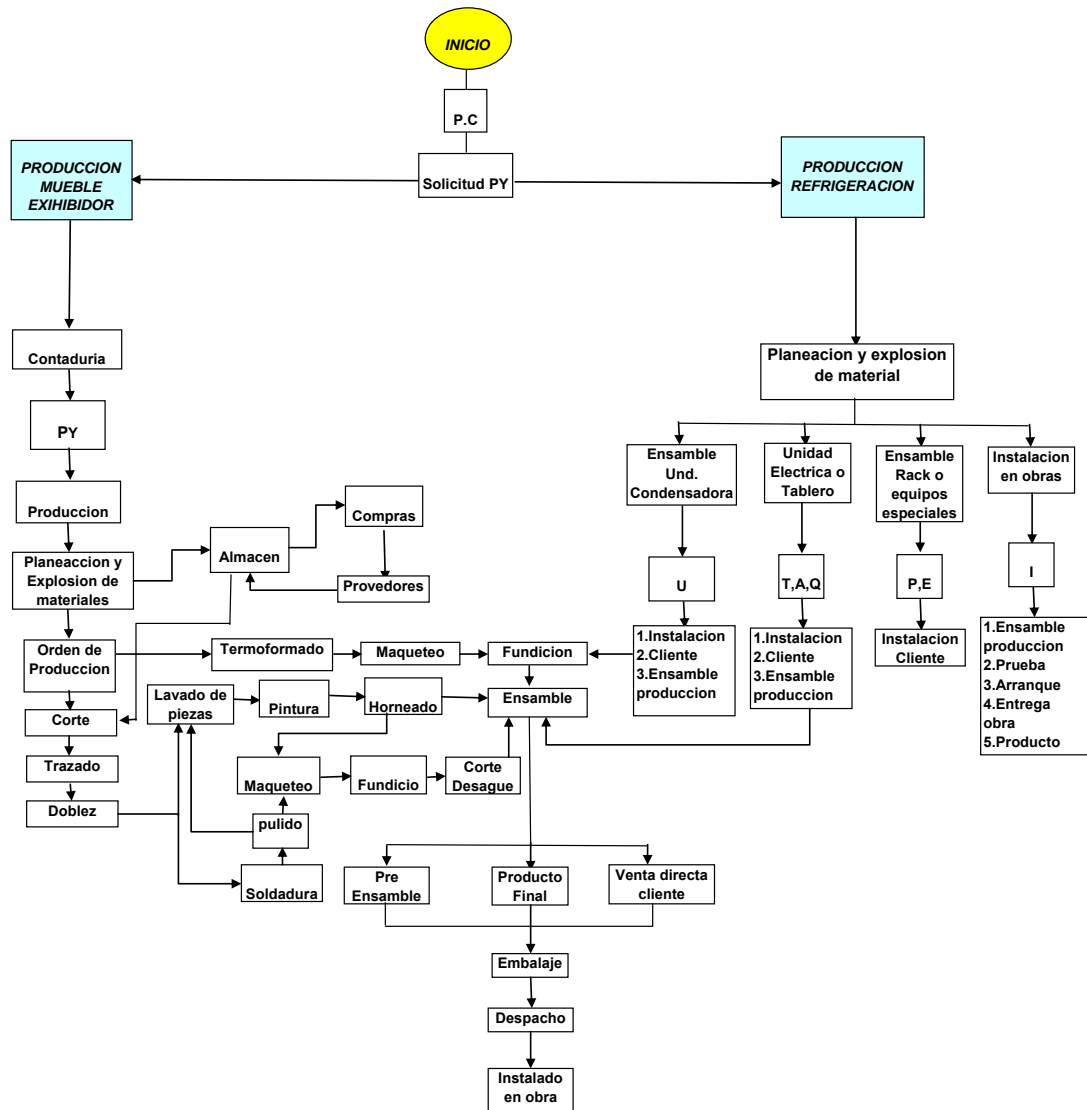 INICIO
P.C
Solicitud PY
PRODUCCION
MUEBLE
EXIHIBIDOR
PRODUCCION
REFRIGERACION
Contaduria
PY
Produccion
Planeaccion y
Explosion de
materiales
Almacen
Compras
Provedores
Planeacion y explosion
de material
Ensamble
Und.
Condensadora
Unidad
Electrica o
Tablero
Ensamble
Rack o
equipos
especiales
Instalacion
en obras
U
T,A,Q
P,E
I
1.Instalacion
2.Cliente
3.Ensamble
produccion
1.Instalacion
2.Cliente
3.Ensamble
produccion
Instalacion
Cliente
1.Ensamble
produccion
2.Prueba
3.Arranque
4.Entrega
obra
5.Producto
Orden de
Produccion
Termoformado
Maqueteo
Fundicion
Corte
Lavado de
piezas
Pintura
Horneado
Ensamble
Trazado
Maqueteo
Fundicio
Corte
Desague
Doblez
pulido
Soldadura
Pre
Ensamble
Producto
Final
Venta directa
cliente
Embalaje
Despacho
Instalado
en obra